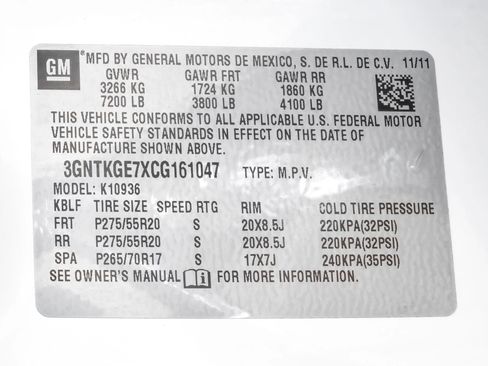 GM
MFD BY GENERAL MOTORS DE MEXICO, S. DE R.L. DE C.V. 11/11
GVWR GAWR FRT GAWR RR
3266 KG 1724 KG 1860 KG
7200 LB 3800 LB 4100 LB
THIS VEHICLE CONFORMS TO ALL APPLICABLE U.S. FEDERAL MOTOR
VEHICLE SAFETY STANDARDS IN EFFECT ON THE DATE OF
MANUFACTURE SHOWN ABOVE.
3GNTKGE7XCG161047 TYPE: M.P.V.
MODEL: K10936
KBLF TIRE SIZE SPEED RTG RIM COLD TIRE PRESSURE
FRT P275/55R20 S 20X8.5J 220KPA(32PSI)
RR P275/55R20 S 20X8.5J 220KPA(32PSI)
SPA P265/70R17 S 17X7J 240KPA(35PSI)
SEE OWNER'S MANUAL FOR MORE INFORMATION.